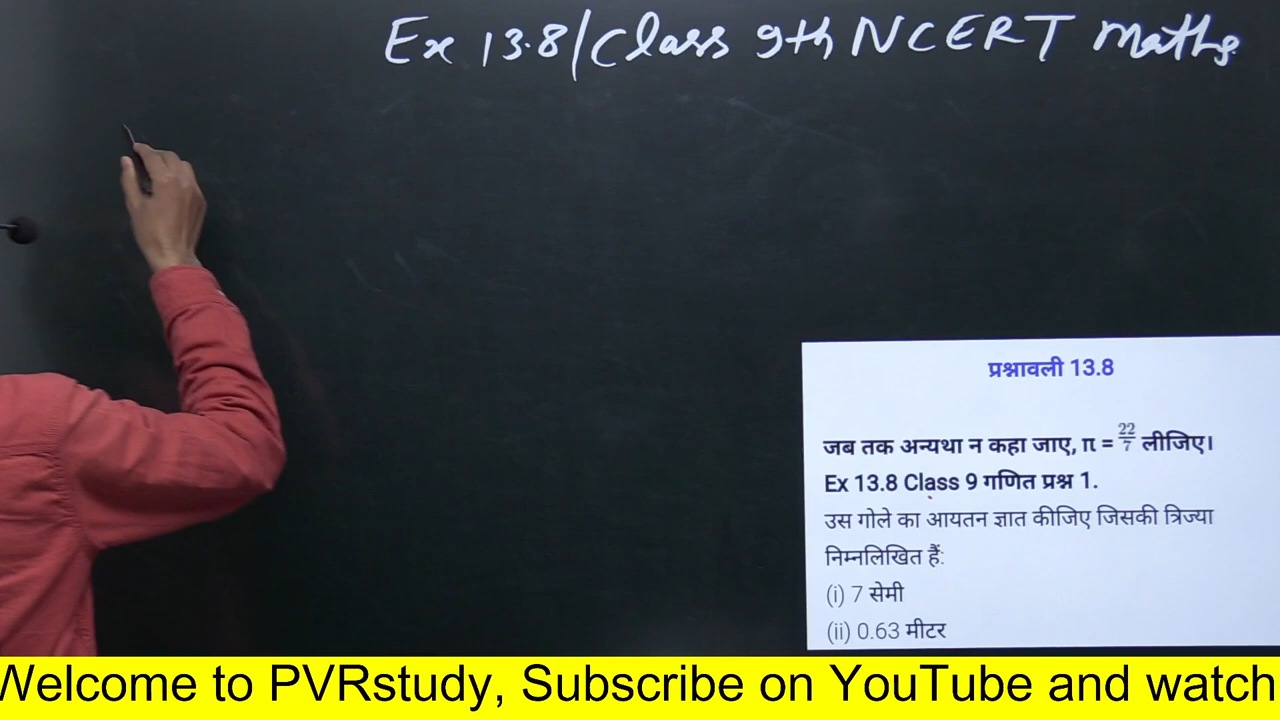 Ex 13.8/Class 9th NCERT Maths
प्रश्नावली 13.8
जब तक अन्यथा न कहा जाए, π = 22/7 लीजिए।
Ex 13.8 Class 9 गणित प्रश्न 1.
उस गोले का आयतन ज्ञात कीजिए जिसकी त्रिज्या
निम्नलिखित हैं:
(i) 7 सेमी
(ii) 0.63 मीटर
Welcome to PVRstudy, Subscribe on YouTube and watch